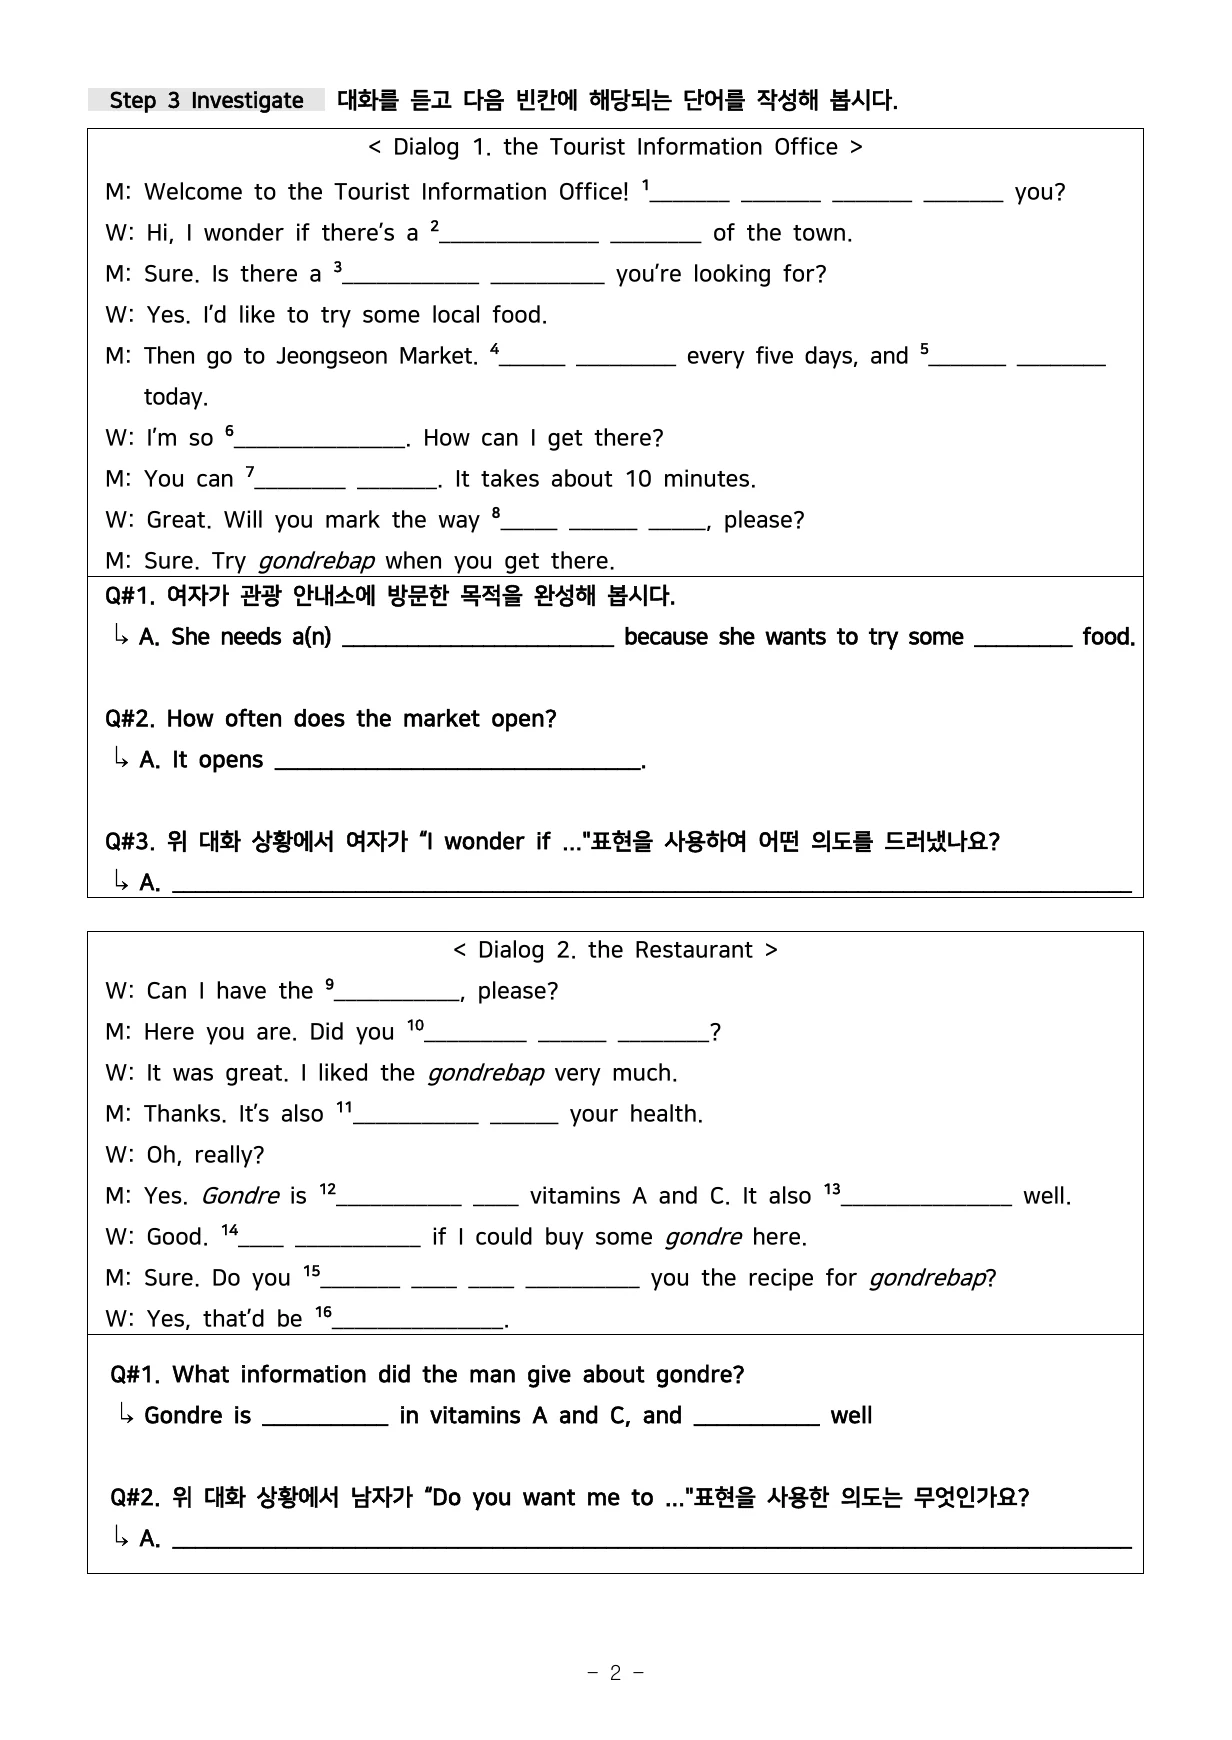 Step 3 Investigate 대화를 듣고 다음 빈칸에 해당되는 단어를 작성해 봅시다.
< Dialog 1. the Tourist Information Office >
M: Welcome to the Tourist Information Office! ¹_______ _______ _______ _______ you?
W: Hi, I wonder if there's a ²______________ ________ of the town.
M: Sure. Is there a ³____________ __________ you're looking for?
W: Yes. I'd like to try some local food.
M: Then go to Jeongseon Market. ⁴______ _________ every five days, and ⁵_______ ________
today.
W: I'm so ⁶_______________. How can I get there?
M: You can ⁷________ _______. It takes about 10 minutes.
W: Great. Will you mark the way ⁸_____ ______ _____, please?
M: Sure. Try gondrebap when you get there.
Q#1. 여자가 관광 안내소에 방문한 목적을 완성해 봅시다.
↳ A. She needs a(n) ________________________ because she wants to try some _________ food.
Q#2. How often does the market open?
↳ A. It opens ________________________________.
Q#3. 위 대화 상황에서 여자가 “I wonder if ..."표현을 사용하여 어떤 의도를 드러냈나요?
↳ A. ____________________________________________________________________________________
< Dialog 2. the Restaurant >
W: Can I have the ⁹___________, please?
M: Here you are. Did you ¹⁰_________ ______ ________?
W: It was great. I liked the gondrebap very much.
M: Thanks. It's also ¹¹___________ ______ your health.
W: Oh, really?
M: Yes. Gondre is ¹²___________ ____ vitamins A and C. It also ¹³_______________ well.
W: Good. ¹⁴____ ___________ if I could buy some gondre here.
M: Sure. Do you ¹⁵_______ ____ ____ __________ you the recipe for gondrebap?
W: Yes, that'd be ¹⁶_______________.
Q#1. What information did the man give about gondre?
↳ Gondre is ___________ in vitamins A and C, and ___________ well
Q#2. 위 대화 상황에서 남자가 “Do you want me to ..."표현을 사용한 의도는 무엇인가요?
↳ A. ____________________________________________________________________________________
- 2 -